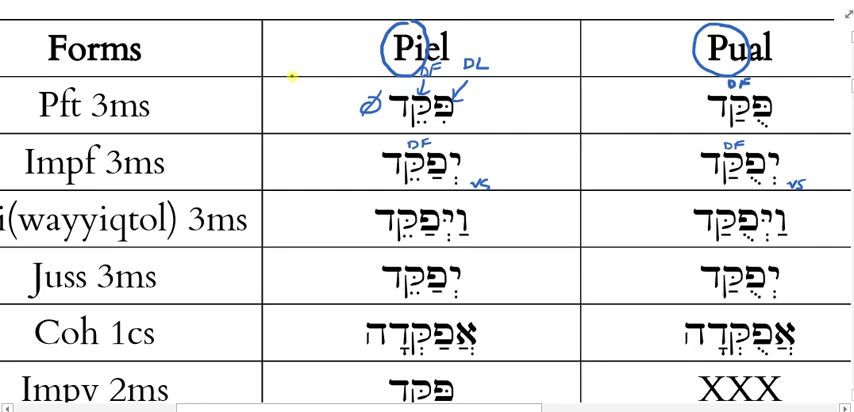 Forms Piel Pual
DF DL DF
Pft 3ms ∅ פִּקֵּד פֻּקַּד
DF DF
Impf 3ms יְפַקֵּד יְפֻקַּד
VS VS
i(wayyiqtol) 3ms וַיְּפַקֵּד וַיְּפֻקַּד
Juss 3ms יְפַקֵּד יְפֻקַּד
Coh 1cs אֲפַקְּדָה אֲפֻקְּדָה
Impv 2ms פַּקֵּד XXX